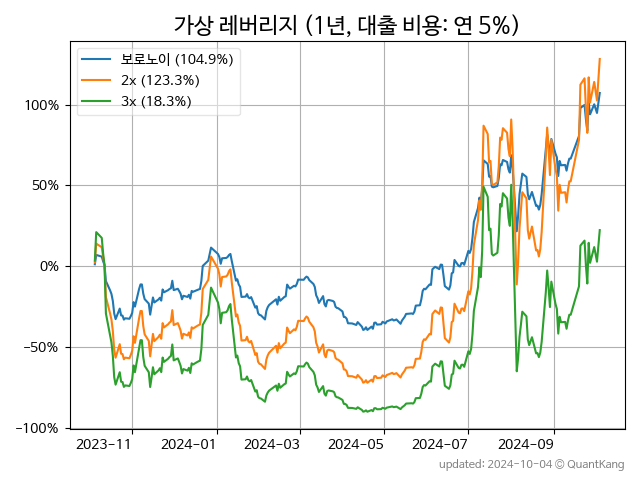 가상 레버리지 (1년, 대출 비용: 연 5%)
보로노이 (104.9%)
2x (123.3%)
3x (18.3%)
100%
50%
0%
−50%
−100%
2023-11 2024-01 2024-03 2024-05 2024-07 2024-09
updated: 2024-10-04 © QuantKang